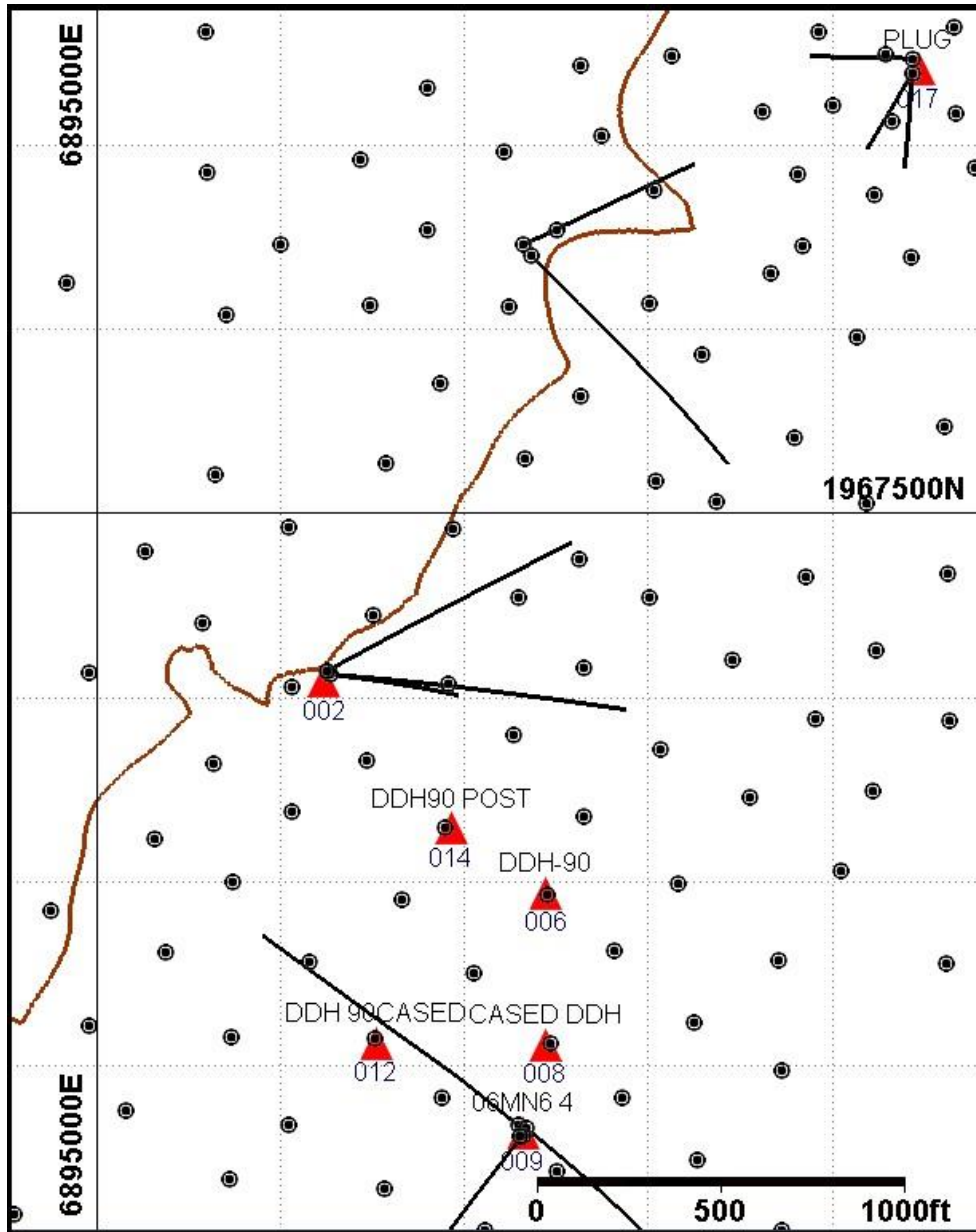 6895000E
PLUG
017
1967500N
002
DDH90 POST
014
DDH-90
006
DDH 90CASED
CASED DDH
012
008
06MN6 4
009
6895000E
0 500 1000ft